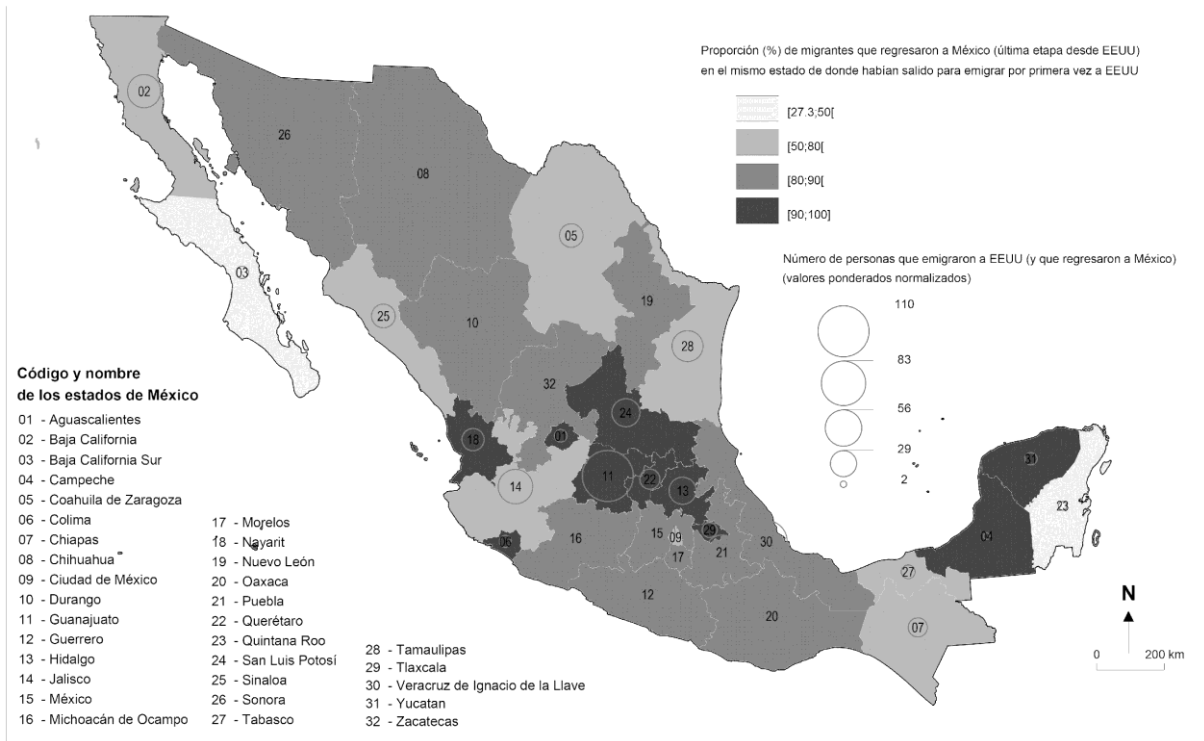 Proporción (%) de migrantes que regresaron a México (última etapa desde EEUU)
en el mismo estado de donde habían salido para emigrar por primera vez a EEUU
[27.3;50[
[50;80[
[80;90[
[90;100]
Número de personas que emigraron a EEUU (y que regresaron a México)
(valores ponderados normalizados)
110
83
56
29
2
02
26
08
05
03
19
10
25
28
32
24
18
01
11
22
13
14
31
23
06
16
15
09
29
30
04
17
21
27
12
20
07
N
0 200 km
Código y nombre
de los estados de México
01 - Aguascalientes
02 - Baja California
03 - Baja California Sur
04 - Campeche
05 - Coahuila de Zaragoza
06 - Colima
07 - Chiapas
08 - Chihuahua
09 - Ciudad de México
10 - Durango
11 - Guanajuato
12 - Guerrero
13 - Hidalgo
14 - Jalisco
15 - México
16 - Michoacán de Ocampo
17 - Morelos
18 - Nayarit
19 - Nuevo León
20 - Oaxaca
21 - Puebla
22 - Querétaro
23 - Quintana Roo
24 - San Luis Potosí
25 - Sinaloa
26 - Sonora
27 - Tabasco
28 - Tamaulipas
29 - Tlaxcala
30 - Veracruz de Ignacio de la Llave
31 - Yucatan
32 - Zacatecas